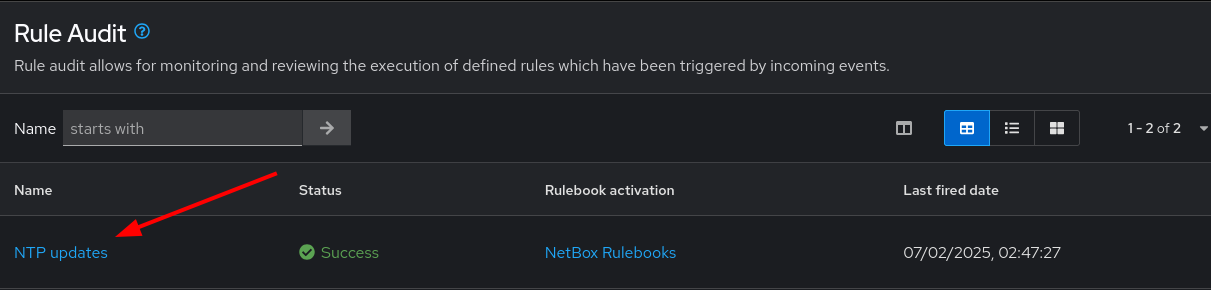 Rule Audit
Rule audit allows for monitoring and reviewing the execution of defined rules which have been triggered by incoming events.
Name starts with 1 - 2 of 2
Name Status Rulebook activation Last fired date
NTP updates Success NetBox Rulebooks 07/02/2025, 02:47:27